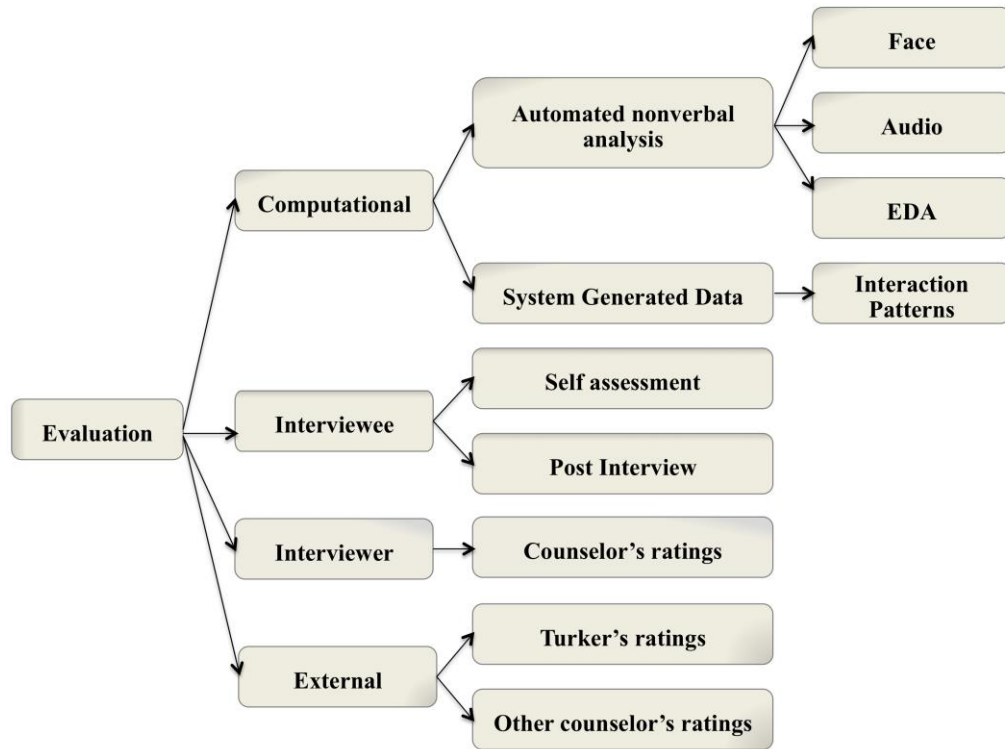 Face
Automated nonverbal
analysis
Audio
Computational
EDA
System Generated Data
Interaction
Patterns
Self assessment
Evaluation
Interviewee
Post Interview
Interviewer
Counselor’s ratings
Turker’s ratings
External
Other counselor’s ratings